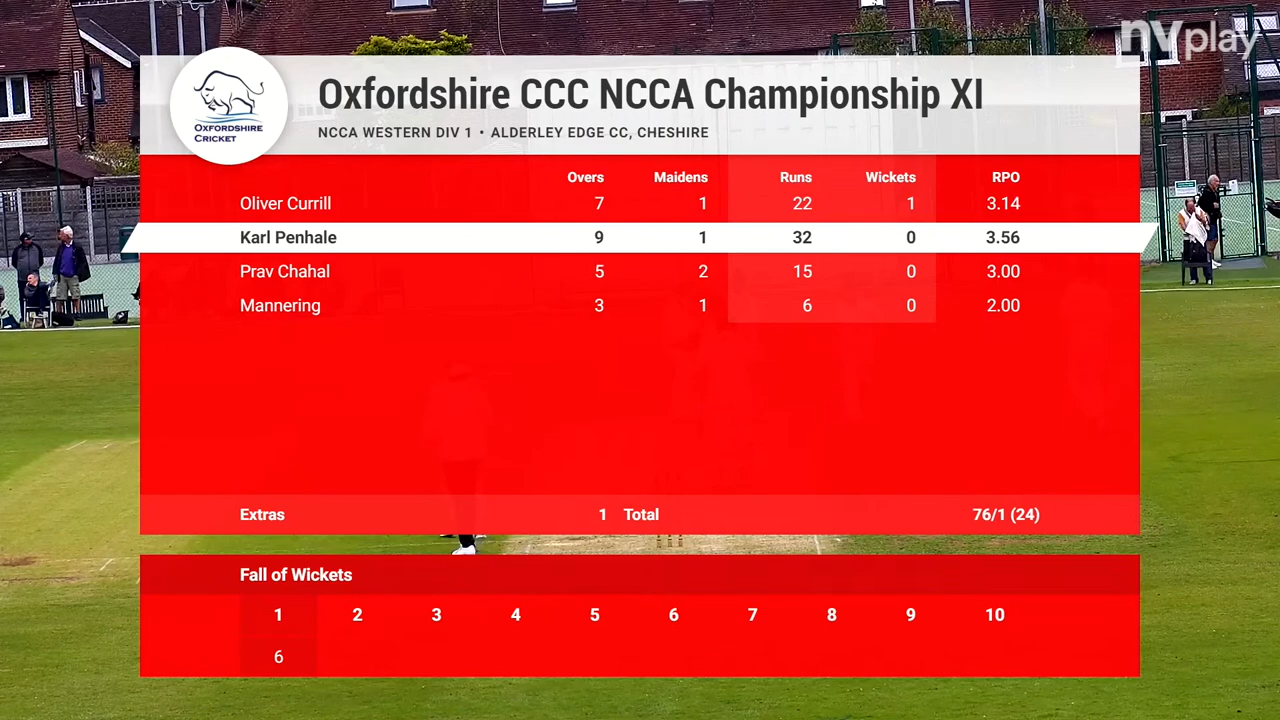 nvplay
Oxfordshire CCC NCCA Championship XI
NCCA WESTERN DIV 1 • ALDERLEY EDGE CC, CHESHIRE
OXFORDSHIRE
CRICKET
Overs Maidens Runs Wickets RPO
Oliver Currill 7 1 22 1 3.14
Karl Penhale 9 1 32 0 3.56
Prav Chahal 5 2 15 0 3.00
Mannering 3 1 6 0 2.00
Extras 1 Total 76/1 (24)
Fall of Wickets
1 2 3 4 5 6 7 8 9 10
6